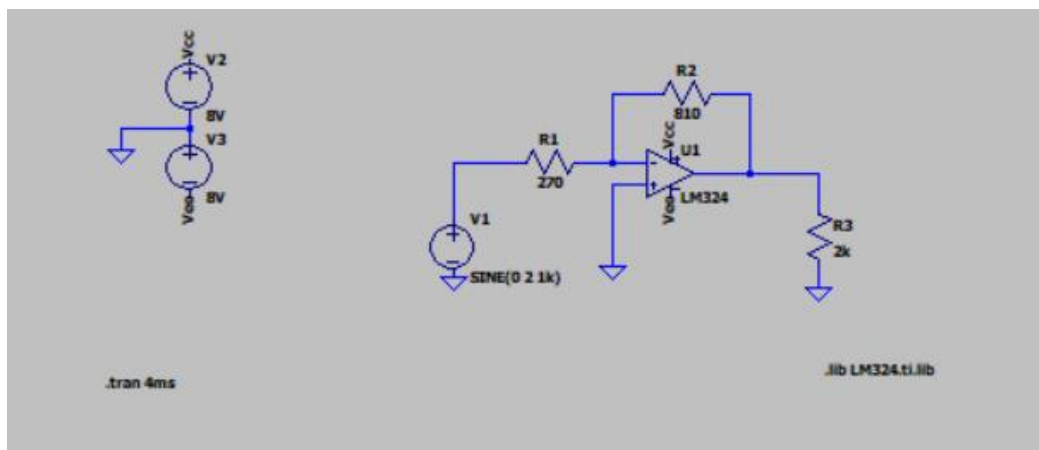 Vcc
V2
8V
V3
8V
Vee
R2
810
Vcc
U1
R1
270
LM324
Vee
V1
SINE(0 2 1k)
R3
2k
.tran 4ms
.lib LM324.ti.lib